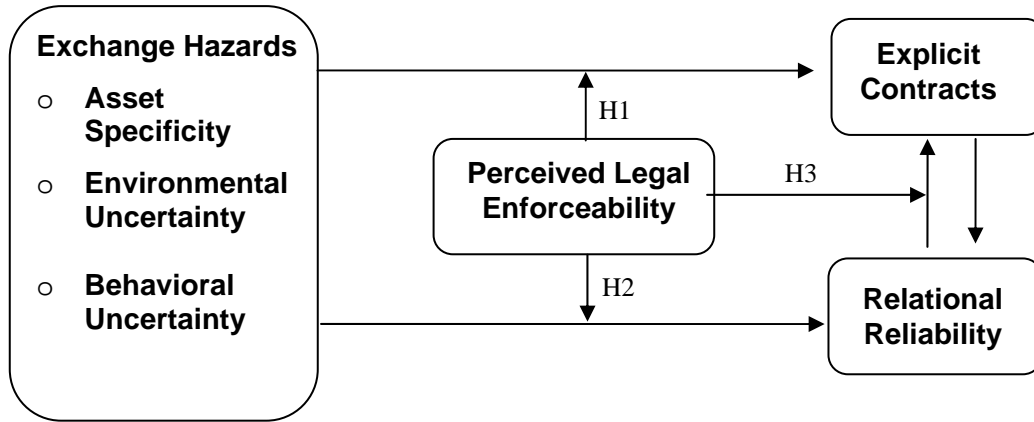 Exchange Hazards
o Asset
Specificity
o Environmental
Uncertainty
o Behavioral
Uncertainty
H1
Perceived Legal
Enforceability
H2
H3
Explicit
Contracts
Relational
Reliability